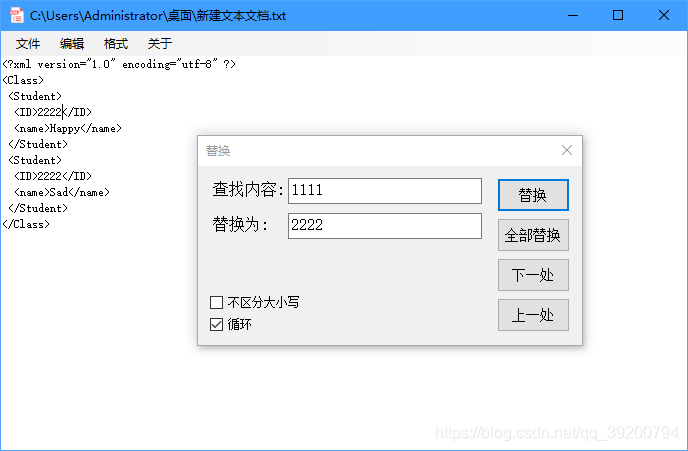 C:\Users\Administrator\桌面\新建文本文档.txt
文件 编辑 格式 关于
<?xml version="1.0" encoding="utf-8" ?>
<Class>
<Student>
<ID>2222</ID>
<name>Happy</name>
</Student>
<Student>
<ID>2222</ID>
<name>Sad</name>
</Student>
</Class>
替换
查找内容: 1111
替换为: 2222
替换
全部替换
下一处
上一处
不区分大小写
循环
https://blog.csdn.net/qq_39200794